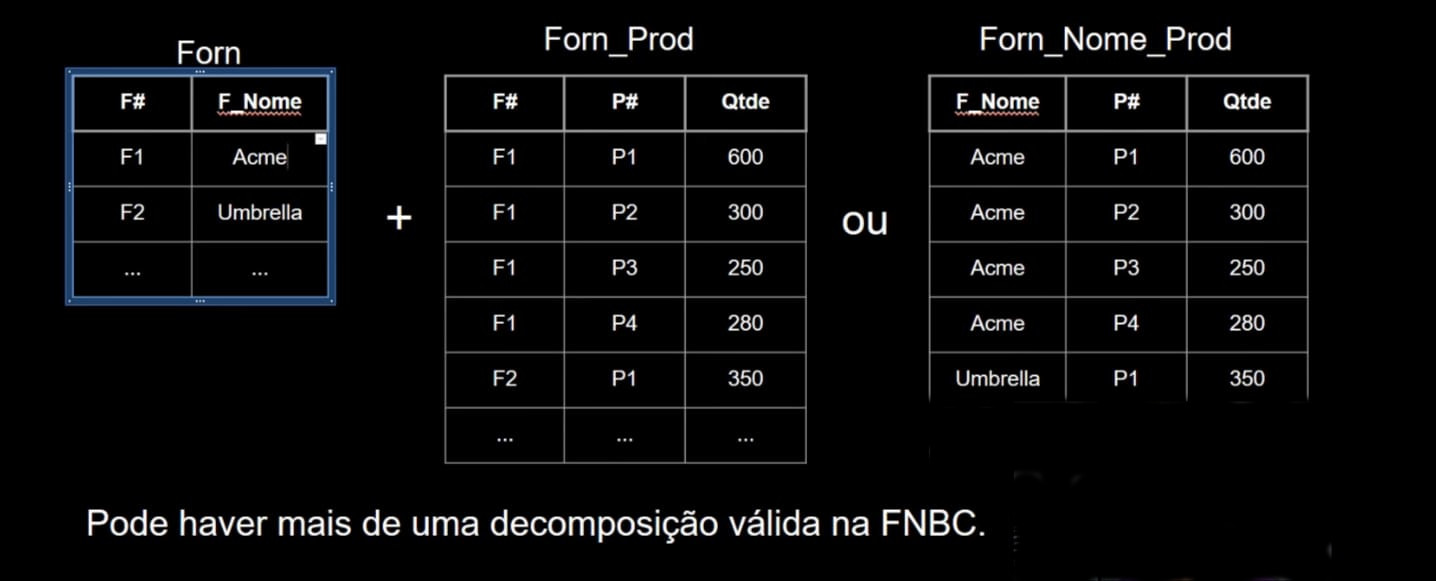 Forn
F# F_Nome
F1 Acme
F2 Umbrella
... ...
+
Forn_Prod
F# P# Qtde
F1 P1 600
F1 P2 300
F1 P3 250
F1 P4 280
F2 P1 350
... ... ...
ou
Forn_Nome_Prod
F_Nome P# Qtde
Acme P1 600
Acme P2 300
Acme P3 250
Acme P4 280
Umbrella P1 350
Pode haver mais de uma decomposição válida na FNBC.